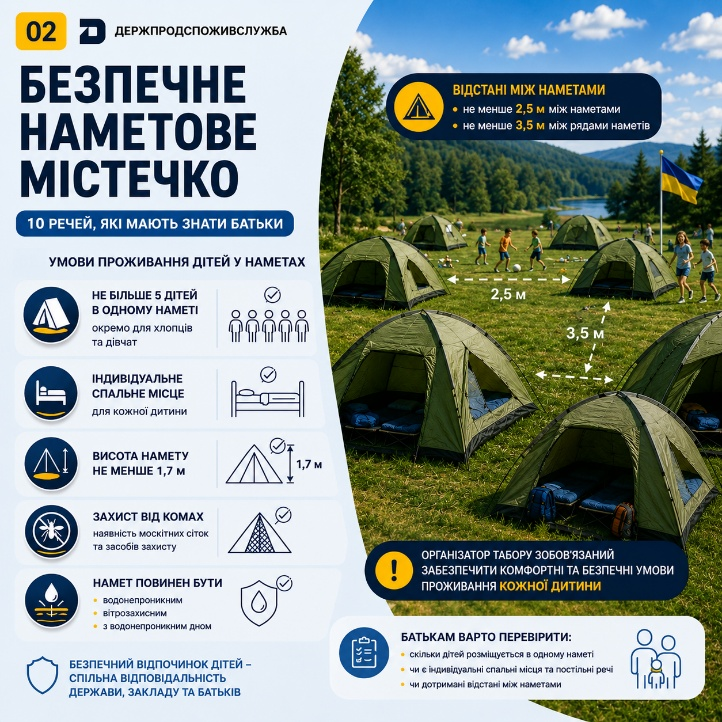 02
ДЕРЖПРОДСПОЖИВСЛУЖБА
БЕЗПЕЧНЕ
НАМЕТОВЕ
МІСТЕЧКО
10 РЕЧЕЙ, ЯКІ МАЮТЬ ЗНАТИ БАТЬКИ
УМОВИ ПРОЖИВАННЯ ДІТЕЙ У НАМЕТАХ
НЕ БІЛЬШЕ 5 ДІТЕЙ
В ОДНОМУ НАМЕТІ
окремо для хлопців
та дівчат
ІНДИВІДУАЛЬНЕ
СПАЛЬНЕ МІСЦЕ
для кожної дитини
ВИСОТА НАМЕТУ
НЕ МЕНШЕ 1,7 м
1,7 м
ЗАХИСТ ВІД КОМАХ
наявність москітних сіток
та засобів захисту
НАМЕТ ПОВИНЕН БУТИ
• водонепроникним
• вітрозахисним
• з водонепроникним дном
БЕЗПЕЧНИЙ ВІДПОЧИНОК ДІТЕЙ –
СПІЛЬНА ВІДПОВІДАЛЬНІСТЬ
ДЕРЖАВИ, ЗАКЛАДУ ТА БАТЬКІВ
ВІДСТАНІ МІЖ НАМЕТАМИ
• не менше 2,5 м між наметами
• не менше 3,5 м між рядами наметів
2,5 м
3,5 м
ОРГАНІЗАТОР ТАБОРУ ЗОБОВ'ЯЗАНИЙ
ЗАБЕЗПЕЧИТИ КОМФОРТНІ ТА БЕЗПЕЧНІ УМОВИ
ПРОЖИВАННЯ КОЖНОЇ ДИТИНИ
БАТЬКАМ ВАРТО ПЕРЕВІРИТИ:
• скільки дітей розміщується в одному наметі
• чи є індивідуальні спальні місця та постільні речі
• чи дотримані відстані між наметами